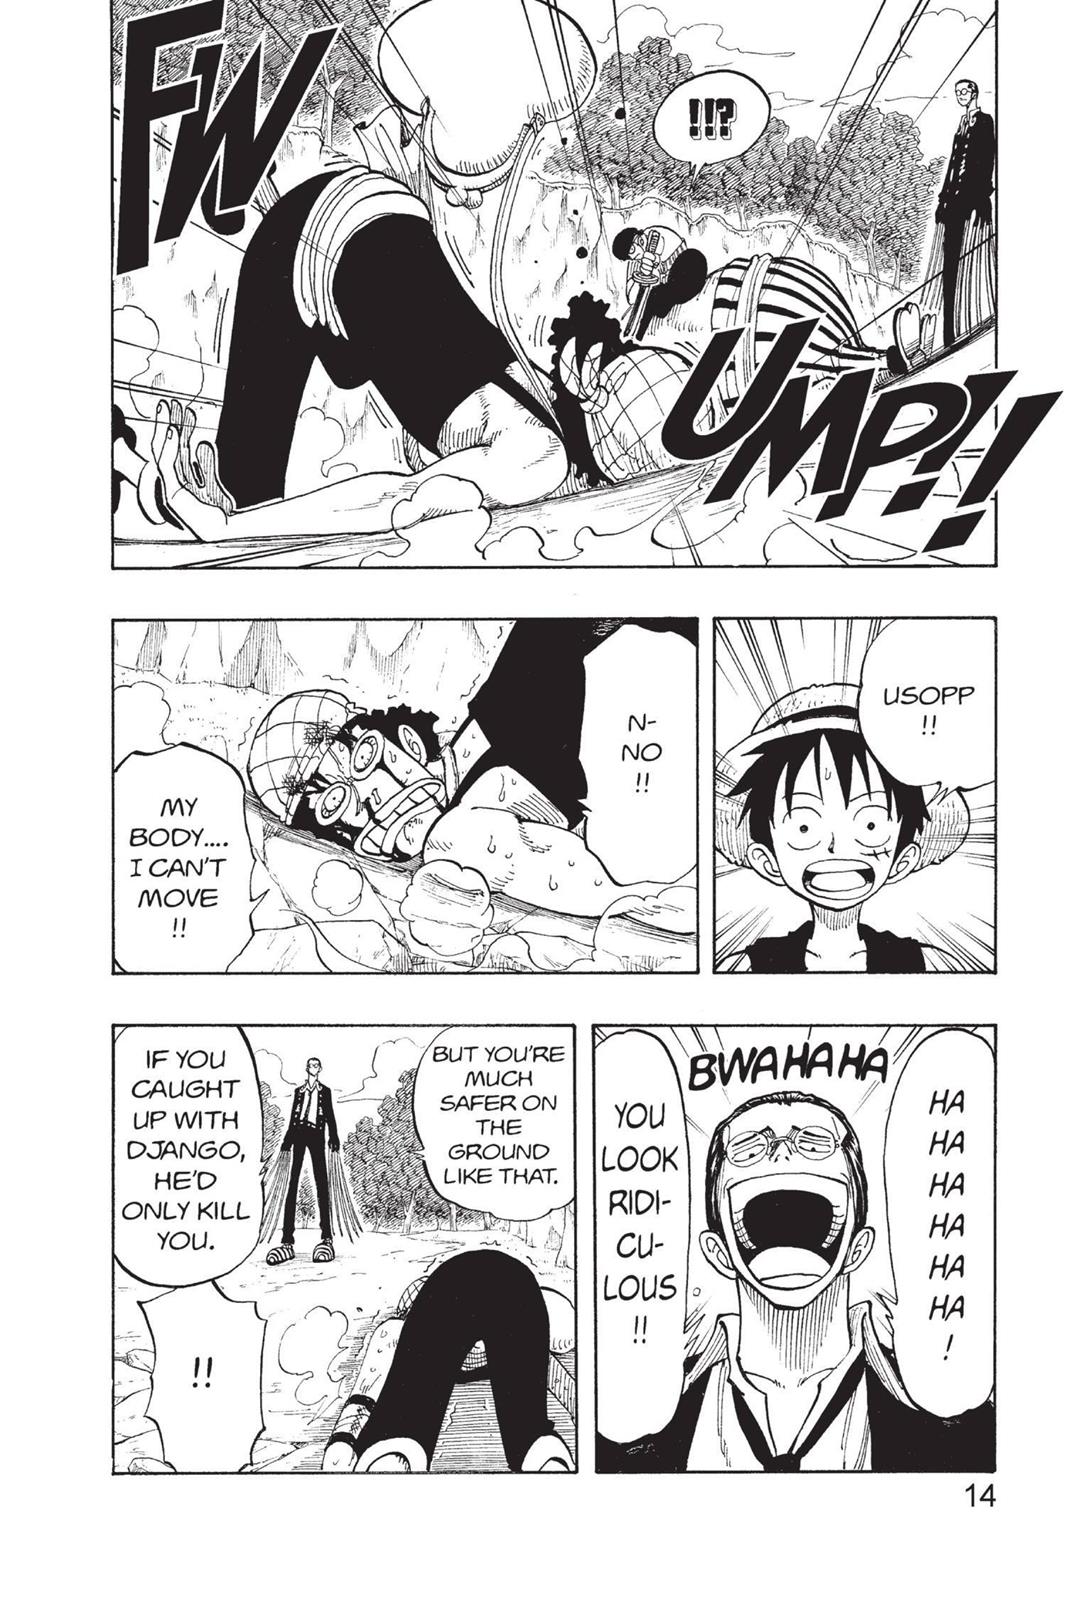 !!?
FW
UMP!!
USOPP
!!
N-
NO
!!
MY
BODY....
I CAN'T
MOVE
!!
BWAHAHA
HA
HA
HA
HA
HA
HA
!
YOU
LOOK
RIDI-
CU-
LOUS
!!
BUT YOU'RE
MUCH
SAFER ON
THE
GROUND
LIKE THAT.
IF YOU
CAUGHT
UP WITH
DJANGO,
HE'D
ONLY KILL
YOU.
!!
14